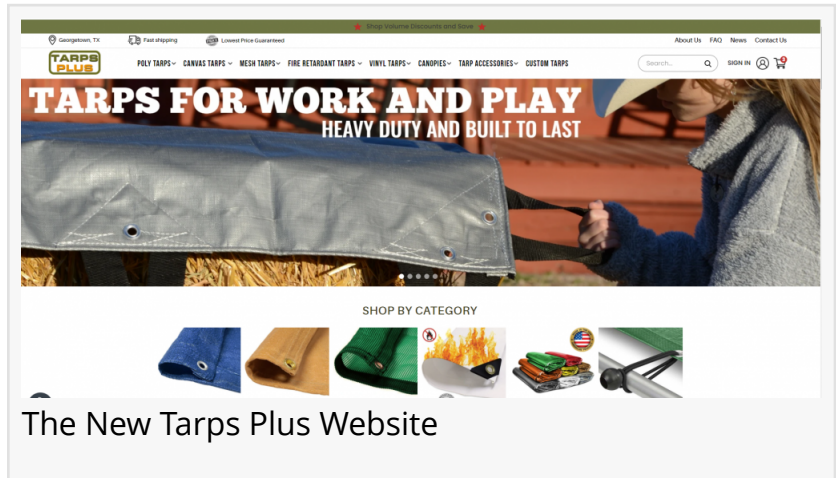 Shop Volume Discounts and Save
Georgetown, TX Fast shipping Lowest Price Guaranteed About Us FAQ News Contact Us
TARPS PLUS
POLY TARPS CANVAS TARPS MESH TARPS FIRE RETARDANT TARPS VINYL TARPS CANOPIES TARP ACCESSORIES CUSTOM TARPS Search... SIGN IN
TARPS FOR WORK AND PLAY
HEAVY DUTY AND BUILT TO LAST
SHOP BY CATEGORY
The New Tarps Plus Website